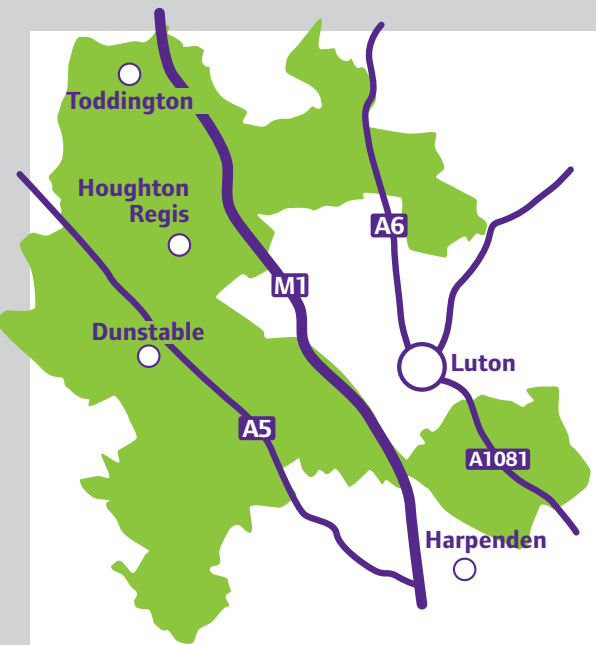 Toddington
Houghton
Regis
A6
M1
Dunstable
Luton
A5
A1081
Harpenden